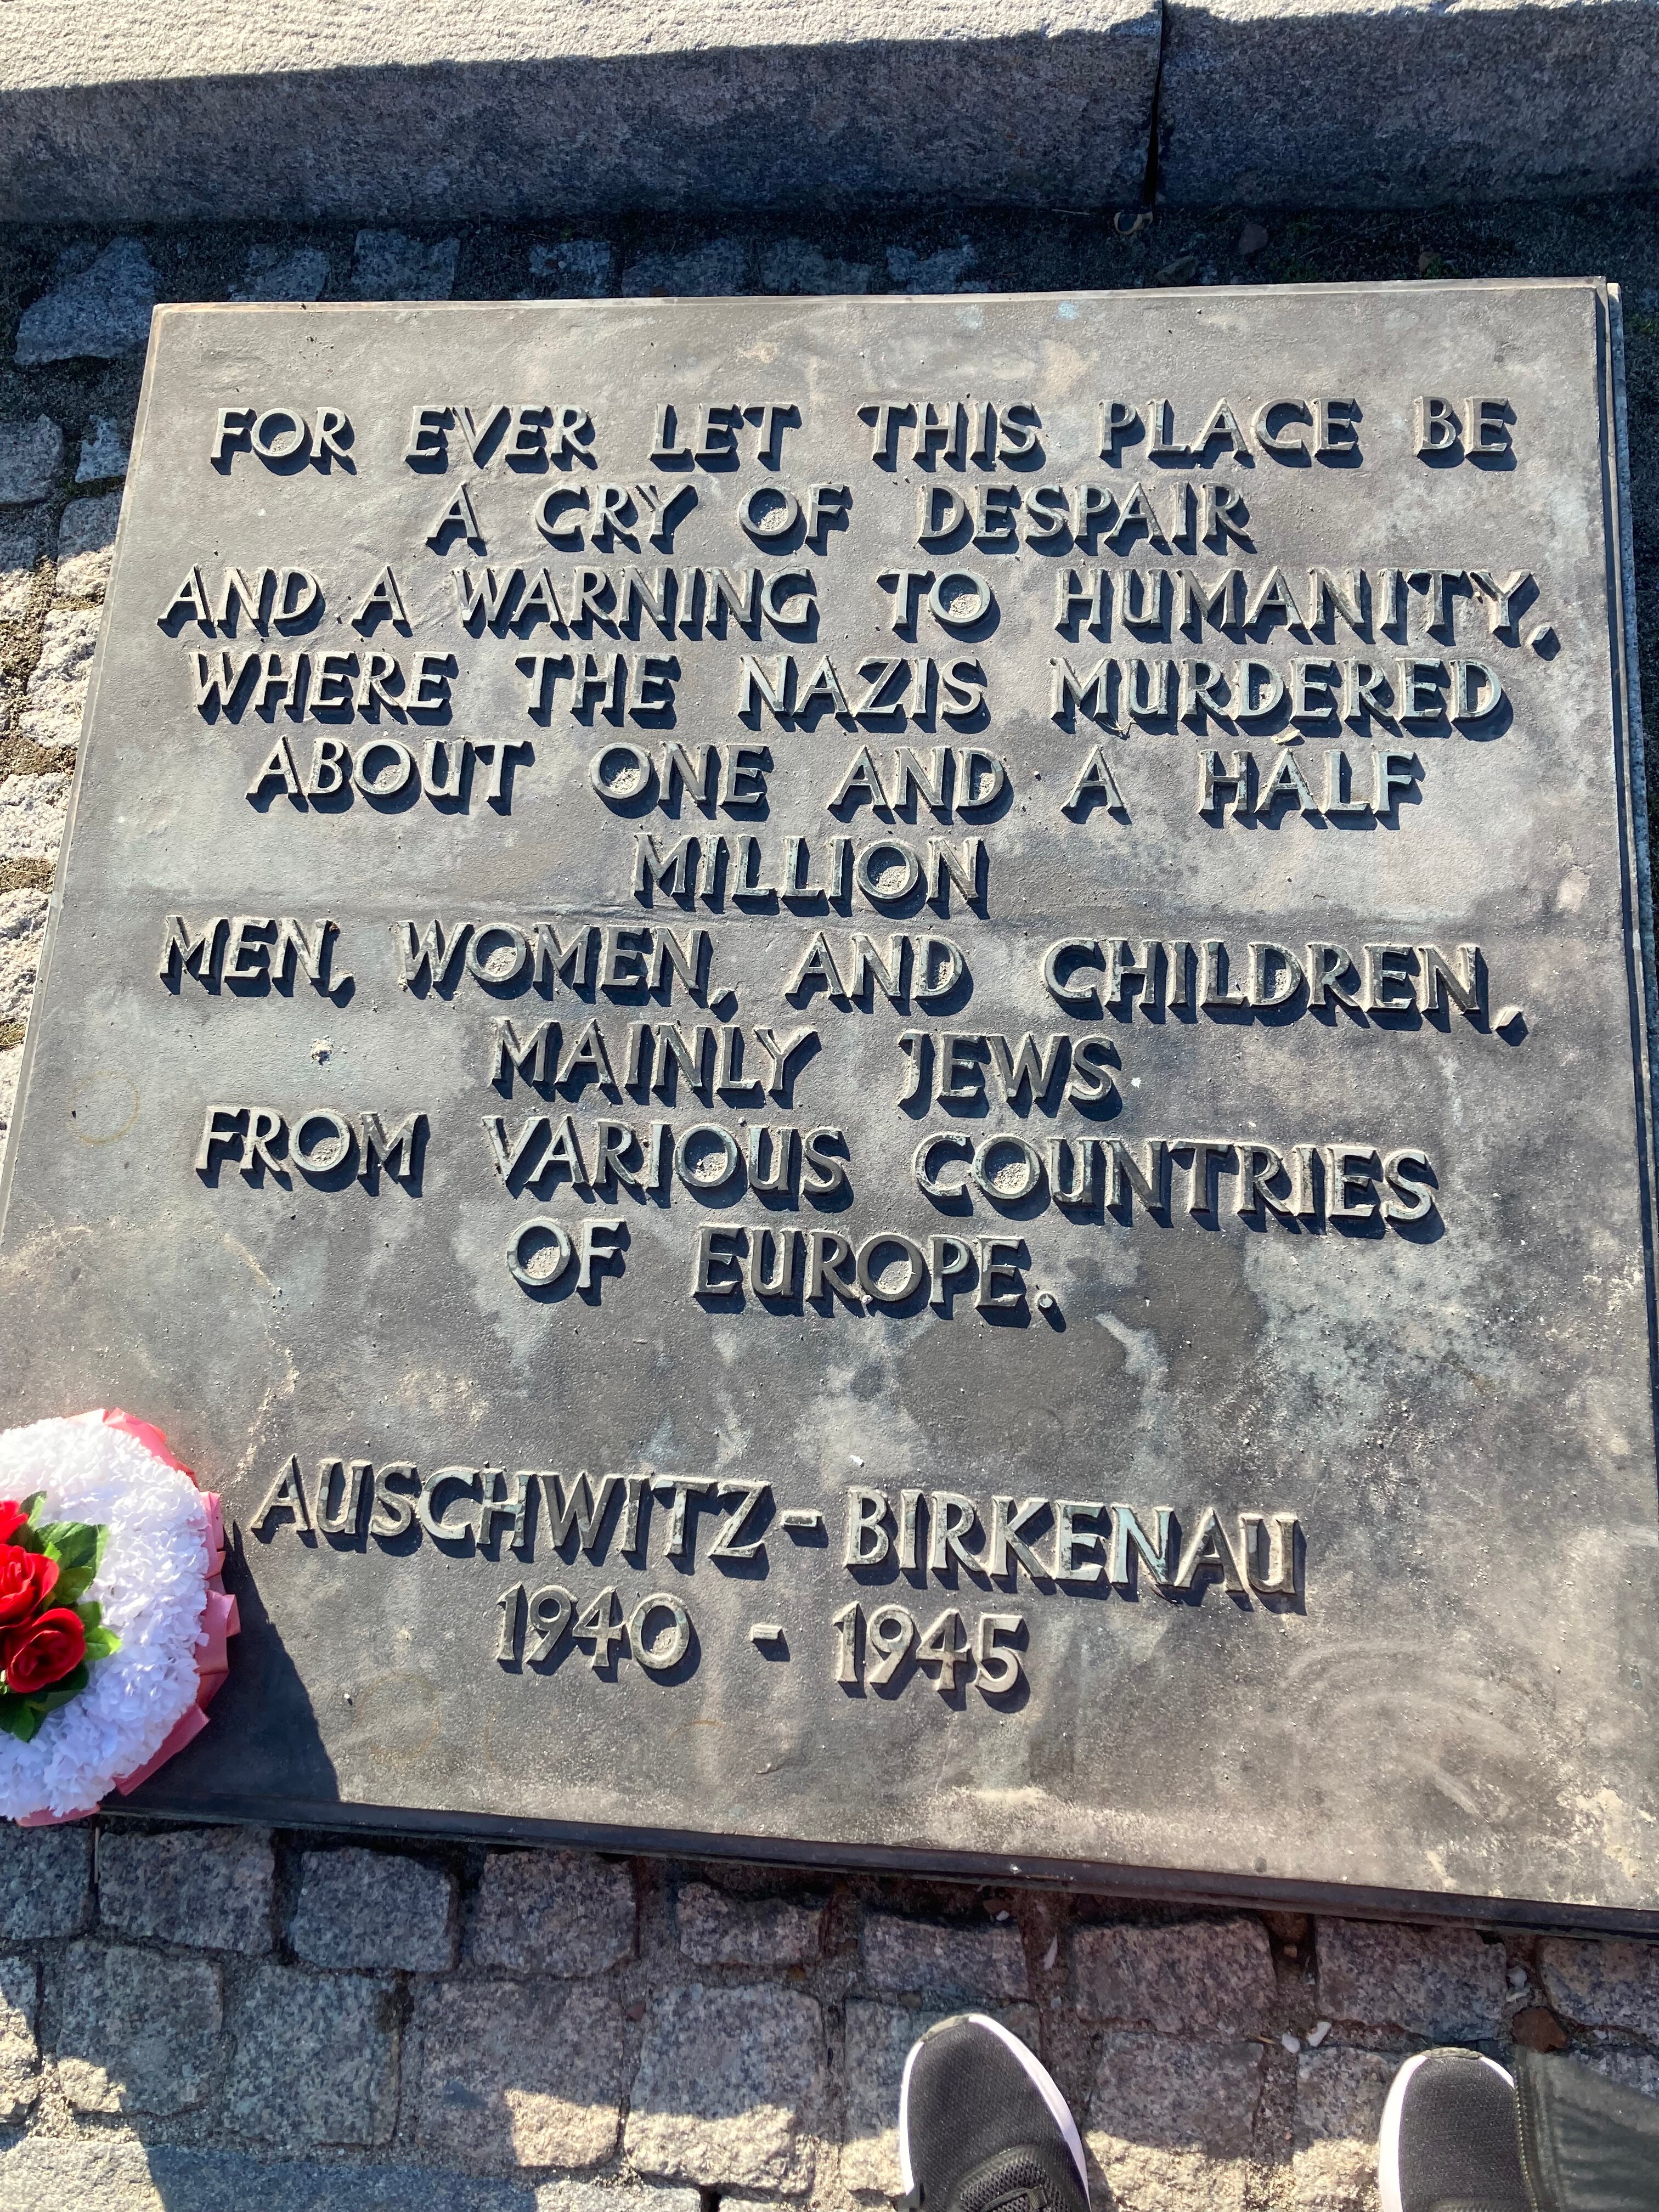 FOR EVER LET THIS PLACE BE
A CRY OF DESPAIR
AND A WARNING TO HUMANITY,
WHERE THE NAZIS MURDERED
ABOUT ONE AND A HALF
MILLION
MEN, WOMEN, AND CHILDREN,
MAINLY JEWS
FROM VARIOUS COUNTRIES
OF EUROPE.
AUSCHWITZ-BIRKENAU
1940 - 1945